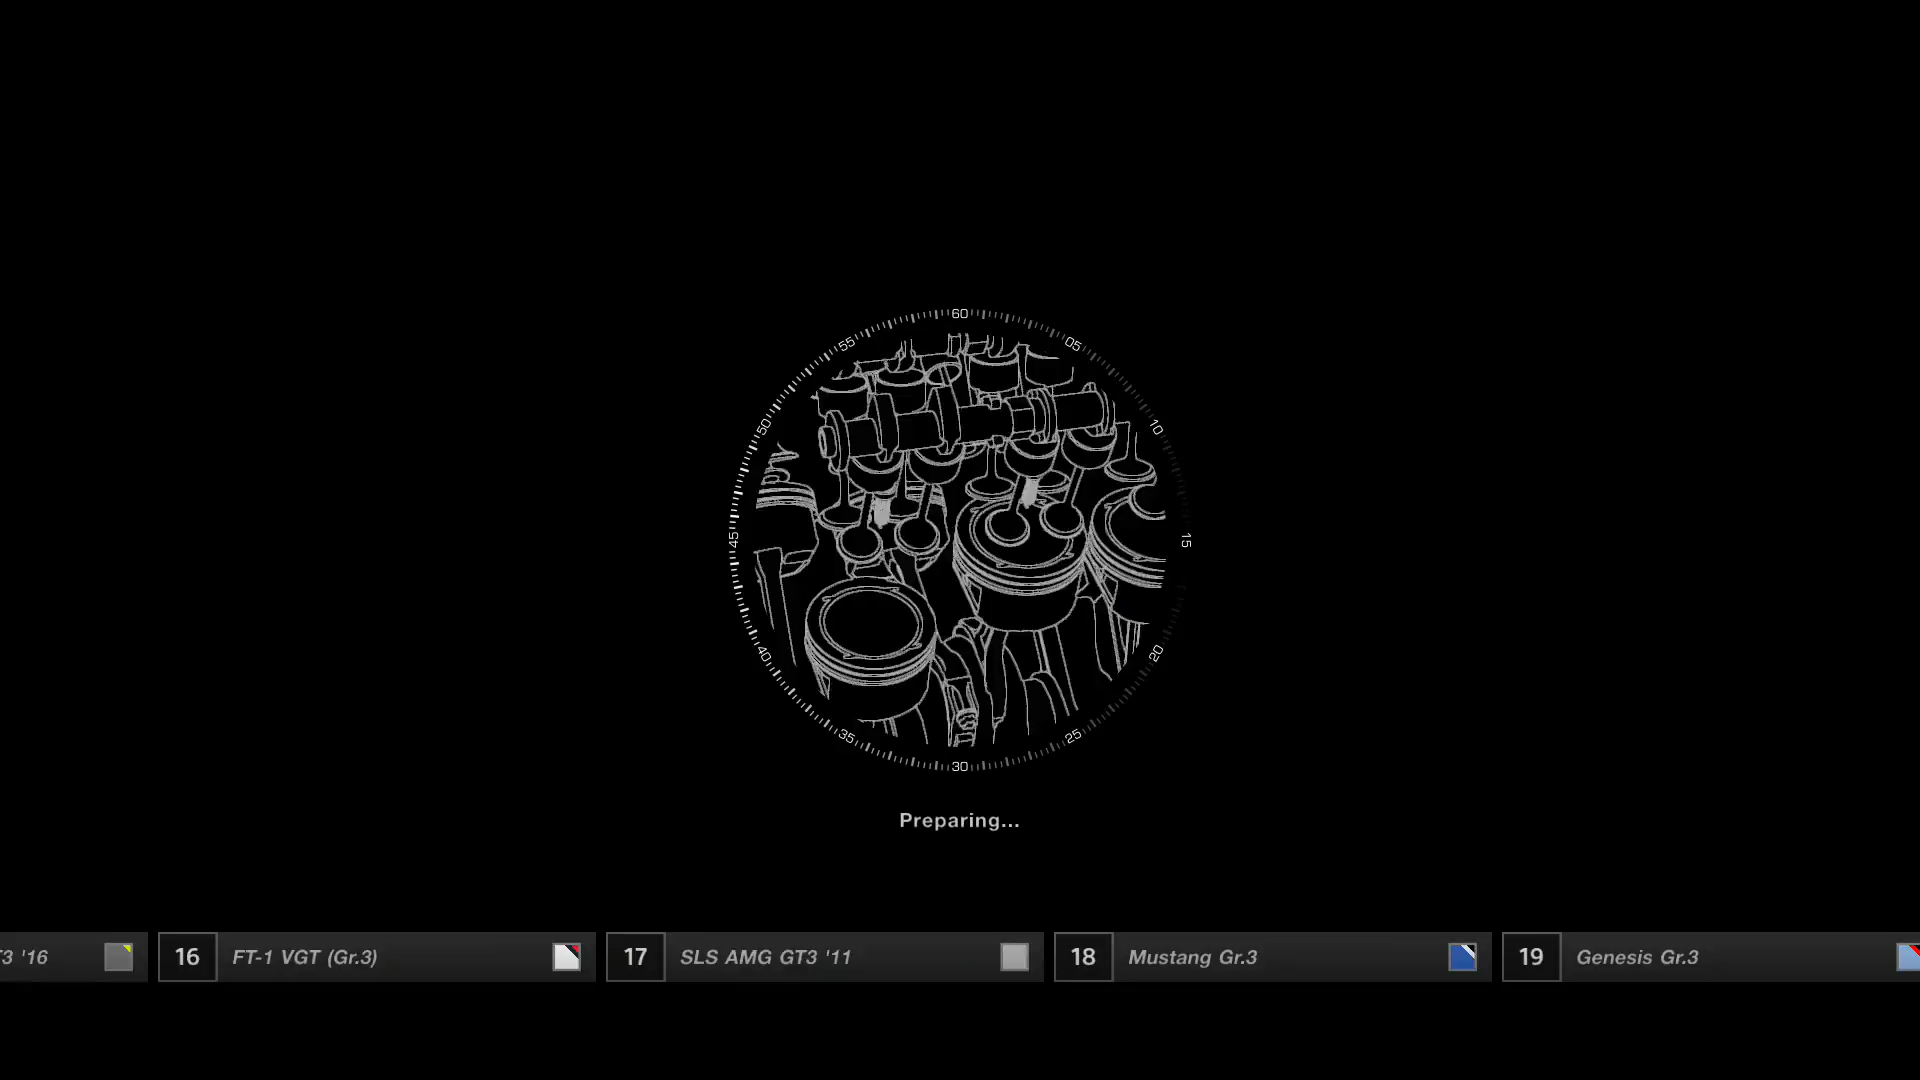 60
55
05
50
10
45
15
40
20
35
25
30
Preparing...
3 '16
16 FT-1 VGT (Gr.3)
17 SLS AMG GT3 '11
18 Mustang Gr.3
19 Genesis Gr.3